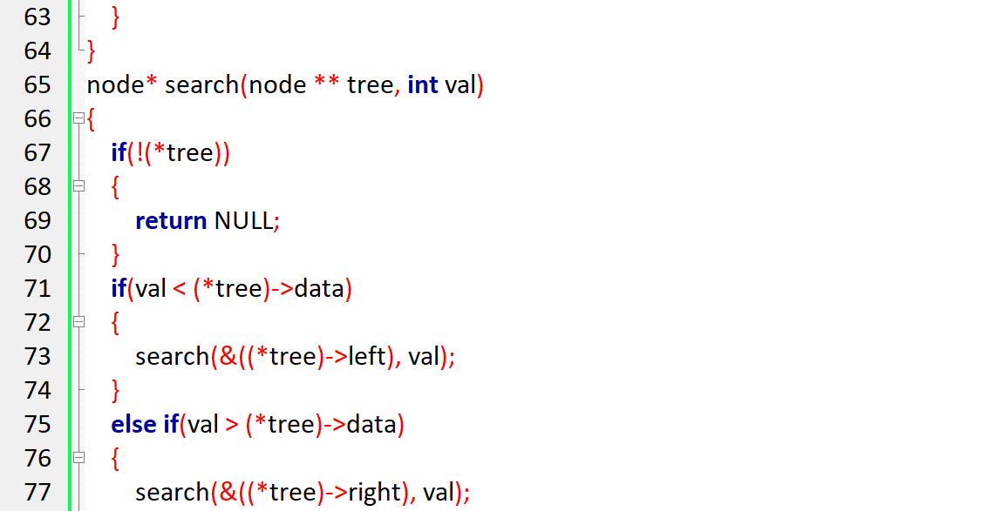 63 }
64 }
65 node* search(node ** tree, int val)
66 {
67 if(!(*tree))
68 {
69 return NULL;
70 }
71 if(val < (*tree)->data)
72 {
73 search(&((*tree)->left), val);
74 }
75 else if(val > (*tree)->data)
76 {
77 search(&((*tree)->right), val);